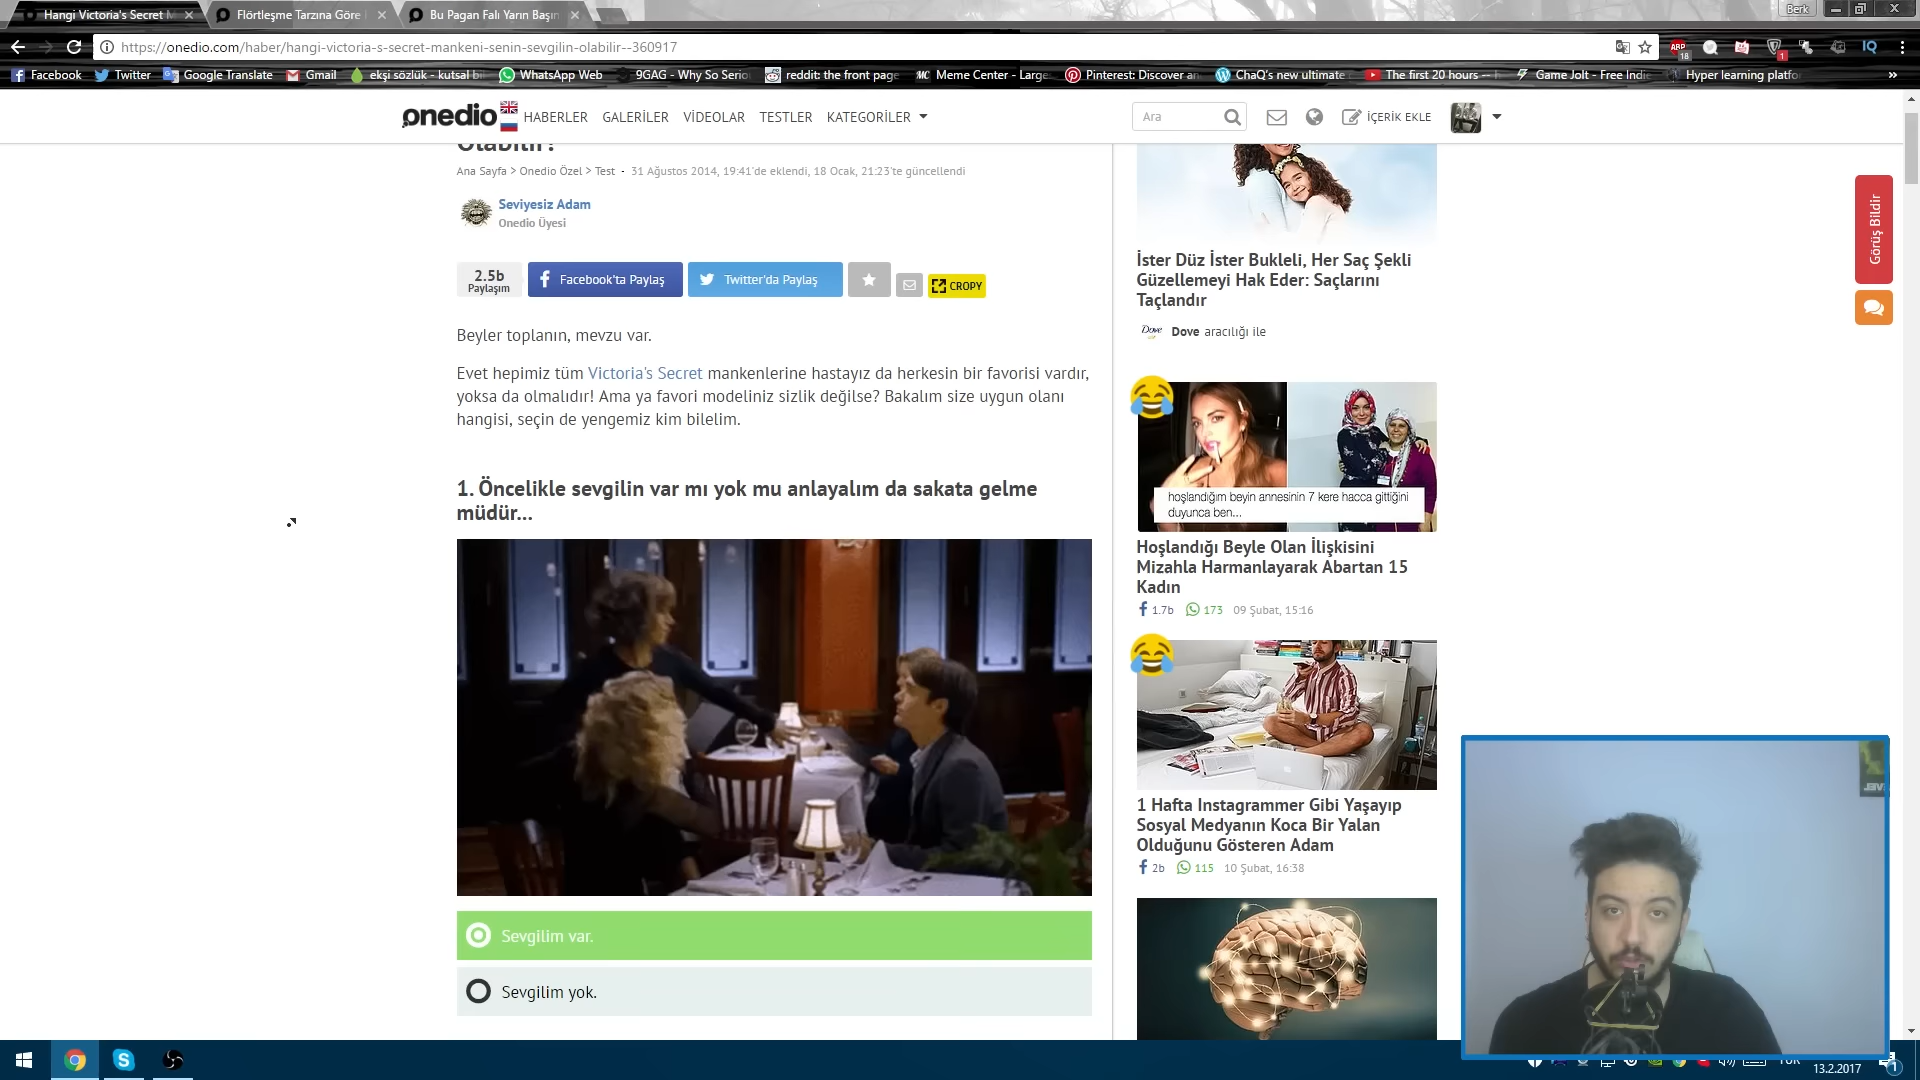 Hangi Victoria's Secret M
Flörtleşme Tarzına Göre
Bu Pagan Falı Yarın Başın
Berk
https://onedio.com/haber/hangi-victoria-s-secret-mankeni-senin-sevgilin-olabilir--360917
ABP
18
1
IQ
Facebook
Twitter
Google Translate
Gmail
ekşi sözlük - kutsal bi
WhatsApp Web
9GAG - Why So Serio
reddit: the front page
Meme Center - Large
Pinterest: Discover an
ChaQ's new ultimate
The first 20 hours --
Game Jolt - Free Indie
Hyper learning platfo
»
onedio
HABERLER
GALERİLER
VİDEOLAR
TESTLER
KATEGORİLER
Ara
İÇERİK EKLE
Olabilir?
Ana Sayfa > Onedio Özel > Test - 31 Ağustos 2014, 19:41'de eklendi, 18 Ocak, 21:23'te güncellendi
Seviyesiz Adam
Onedio Üyesi
2.5b
Paylaşım
Facebook'ta Paylaş
Twitter'da Paylaş
CROPY
Beyler toplanın, mevzu var.
Evet hepimiz tüm Victoria's Secret mankenlerine hastayız da herkesin bir favorisi vardır,
yoksa da olmalıdır! Ama ya favori modeliniz sizlik değilse? Bakalım size uygun olanı
hangisi, seçin de yengemiz kim bilelim.
1. Öncelikle sevgilin var mı yok mu anlayalım da sakata gelme
müdür...
Sevgilim var.
Sevgilim yok.
İster Düz İster Bukleli, Her Saç Şekli
Güzellemeyi Hak Eder: Saçlarını
Taçlandır
Dove
Dove aracılığı ile
hoşlandığım beyin annesinin 7 kere hacca gittiğini
duyunca ben...
Hoşlandığı Beyle Olan İlişkisini
Mizahla Harmanlayarak Abartan 15
Kadın
1.7b
173
09 Şubat, 15:16
1 Hafta Instagrammer Gibi Yaşayıp
Sosyal Medyanın Koca Bir Yalan
Olduğunu Gösteren Adam
2b
115
10 Şubat, 16:38
Görüş Bildir
TUR
13.2.2017
1